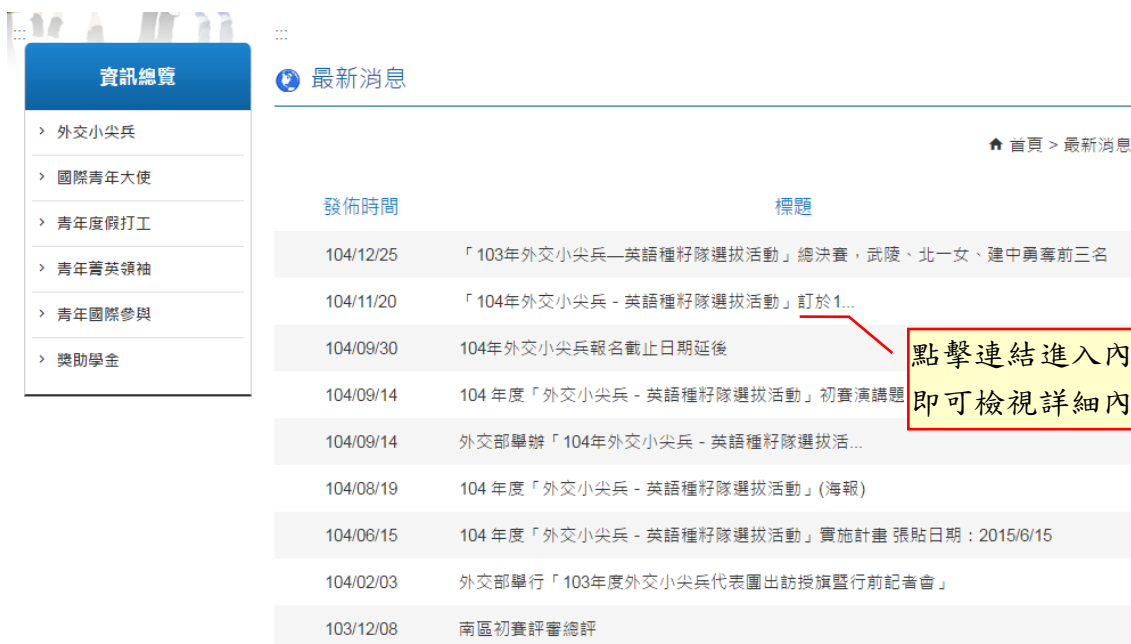 :::
:::
資訊總覽
外交小尖兵
國際青年大使
青年度假打工
青年菁英領袖
青年國際參與
獎助學金
最新消息
首頁 > 最新消息
發佈時間 標題
104/12/25 「103年外交小尖兵—英語種籽隊選拔活動」總決賽，武陵、北一女、建中勇奪前三名
104/11/20 「104年外交小尖兵 - 英語種籽隊選拔活動」訂於1...
104/09/30 104年外交小尖兵報名截止日期延後
104/09/14 104 年度「外交小尖兵 - 英語種籽隊選拔活動」初賽演講題
104/09/14 外交部舉辦「104年外交小尖兵 - 英語種籽隊選拔活...
104/08/19 104 年度「外交小尖兵 - 英語種籽隊選拔活動」(海報)
104/06/15 104 年度「外交小尖兵 - 英語種籽隊選拔活動」實施計畫 張貼日期：2015/6/15
104/02/03 外交部舉行「103年度外交小尖兵代表團出訪授旗暨行前記者會」
103/12/08 南區初賽評審總評
點擊連結進入內
即可檢視詳細內